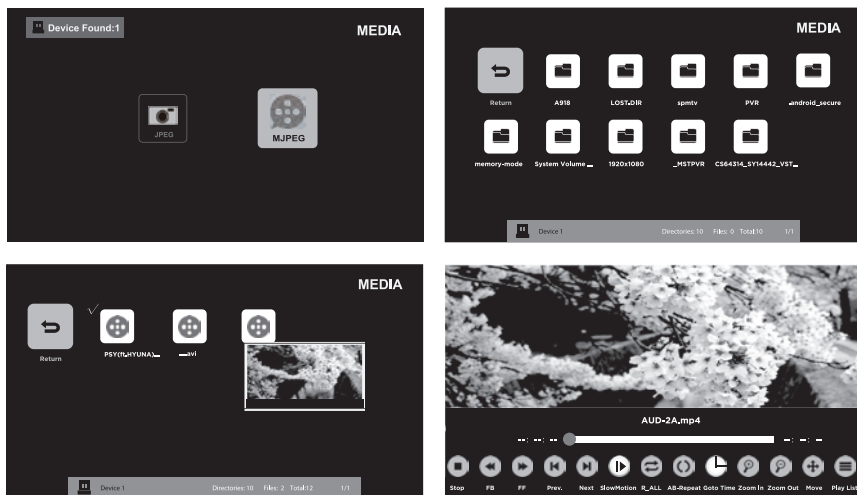 Device Found:1
MEDIA
JPEG
MJPEG
MEDIA
Return A918 LOST.DIR spmtv PVR .android_secure
memory-mode System Volume _ 1920x1080 _MSTPVR CS64314_SY14442_VST_
Device 1 Directories: 10 Files: 0 Total:10 1/1
MEDIA
Return PSY(ft.HYUNA)_ __avi
Device 1 Directories: 10 Files: 2 Total:12 1/1
AUD-2A.mp4
--: --: -- -: -: -
Stop FB FF Prev. Next SlowMotion R_ALL AB-Repeat Goto Time Zoom In Zoom Out Move Play List